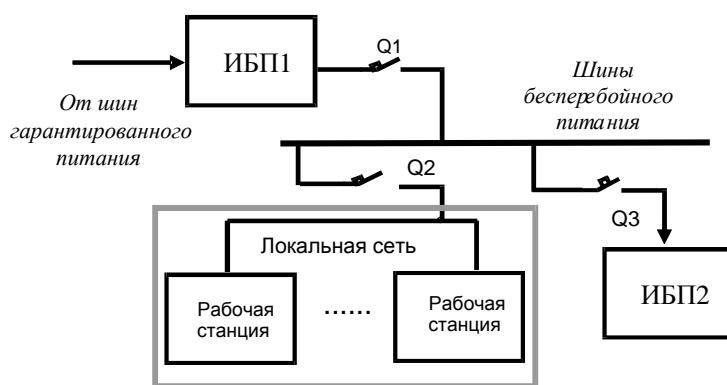 ИБП1
Q1
От шин
гарантированного
питания
Шины
бесперебойного
питания
Q2
Q3
Локальная сеть
Рабочая
станция
......
Рабочая
станция
ИБП2